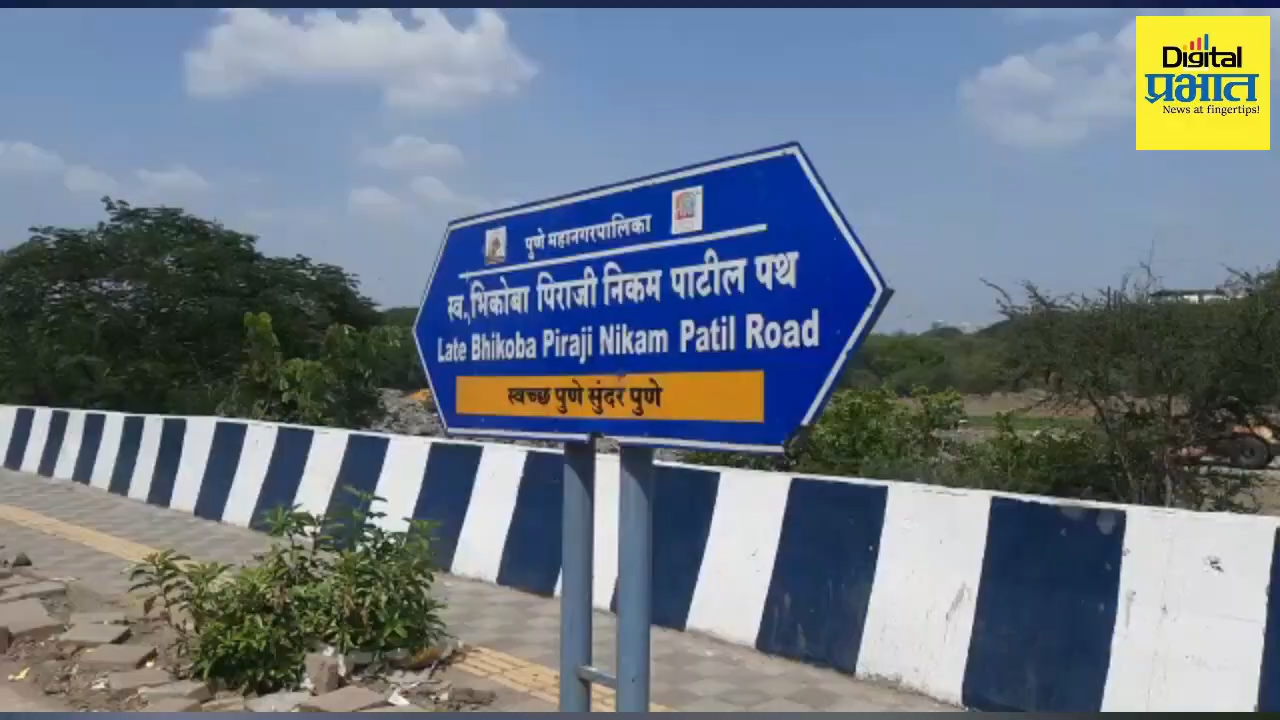 Digital
प्रभात
News at fingertips!
पुणे महानगरपालिका
स्व. भिकोबा पिराजी निकम पाटील पथ
Late Bhikoba Piraji Nikam Patil Road
स्वच्छ पुणे सुंदर पुणे